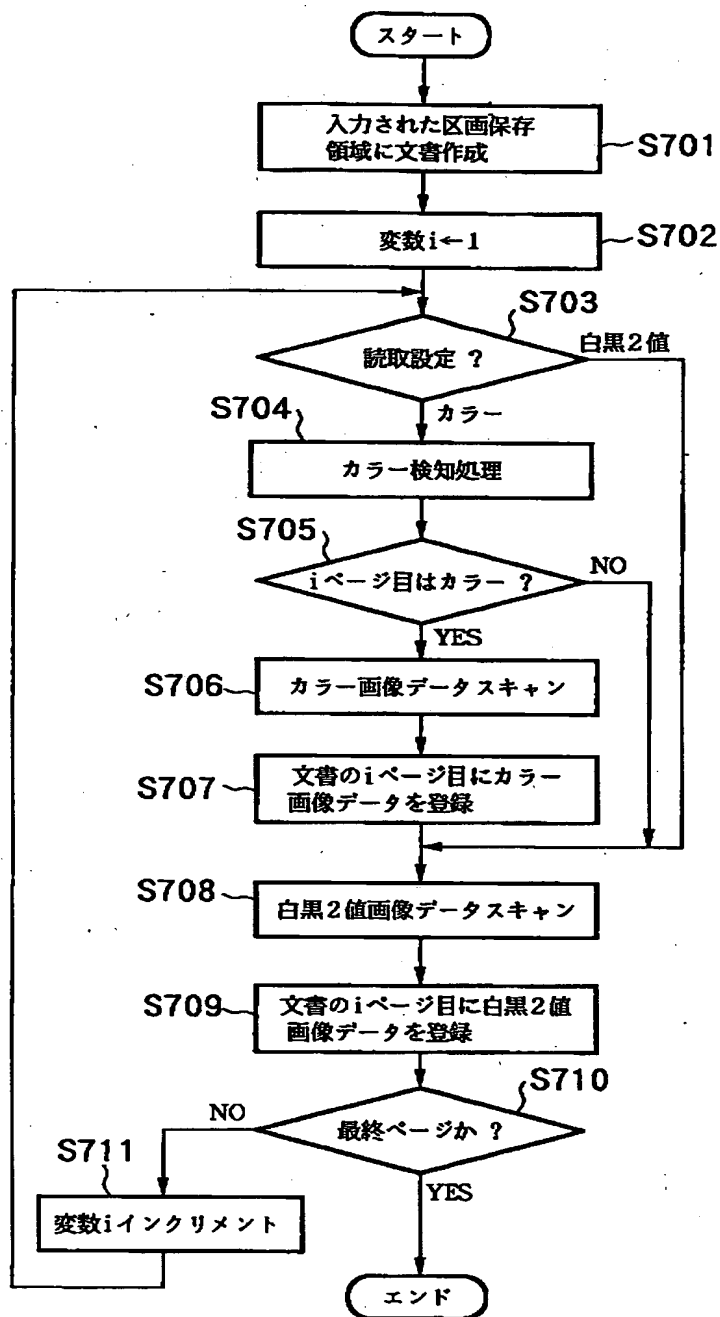 スタート
入力された区画保存
領域に文書作成
S701
変数i←1
S702
S703
読取設定 ?
白黒2値
カラー
S704
カラー検知処理
S705
iページ目はカラー ?
NO
YES
S706
カラー画像データスキャン
S707
文書のiページ目にカラー
画像データを登録
S708
白黒2値画像データスキャン
S709
文書のiページ目に白黒2値
画像データを登録
S710
最終ページか ?
NO
YES
S711
変数iインクリメント
エンド